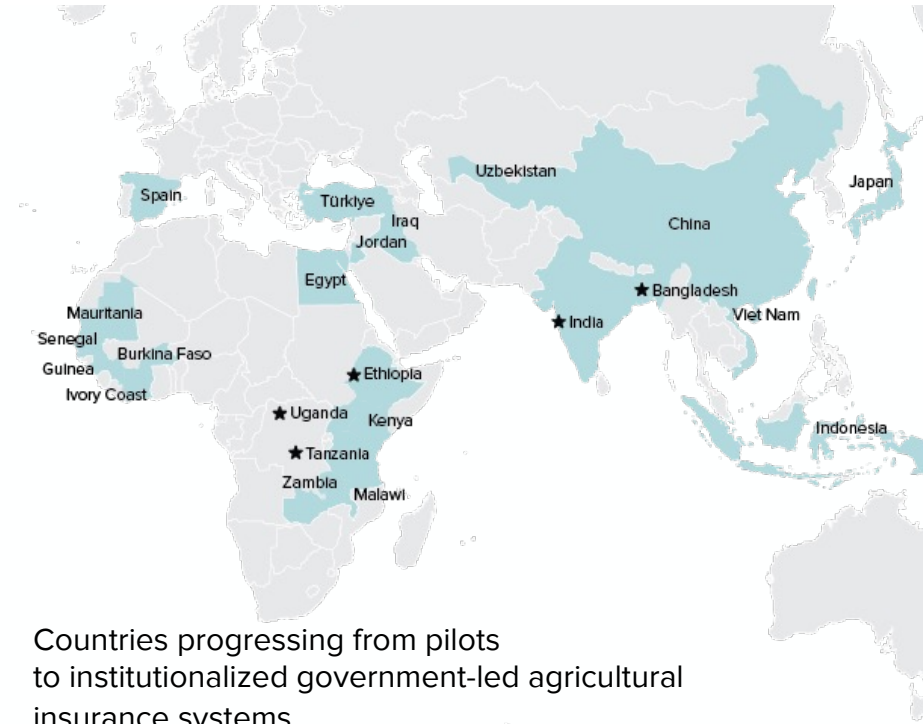 Uzbekistan
Japan
Spain
Türkiye
Iraq
China
Jordan
Egypt
★ Bangladesh
Mauritania
Viet Nam
★ India
Senegal
Burkina Faso
Guinea
★ Ethiopia
Ivory Coast
★ Uganda
Kenya
Indonesia
★ Tanzania
Zambia
Malawi
Countries progressing from pilots
to institutionalized government-led agricultural
insurance systems